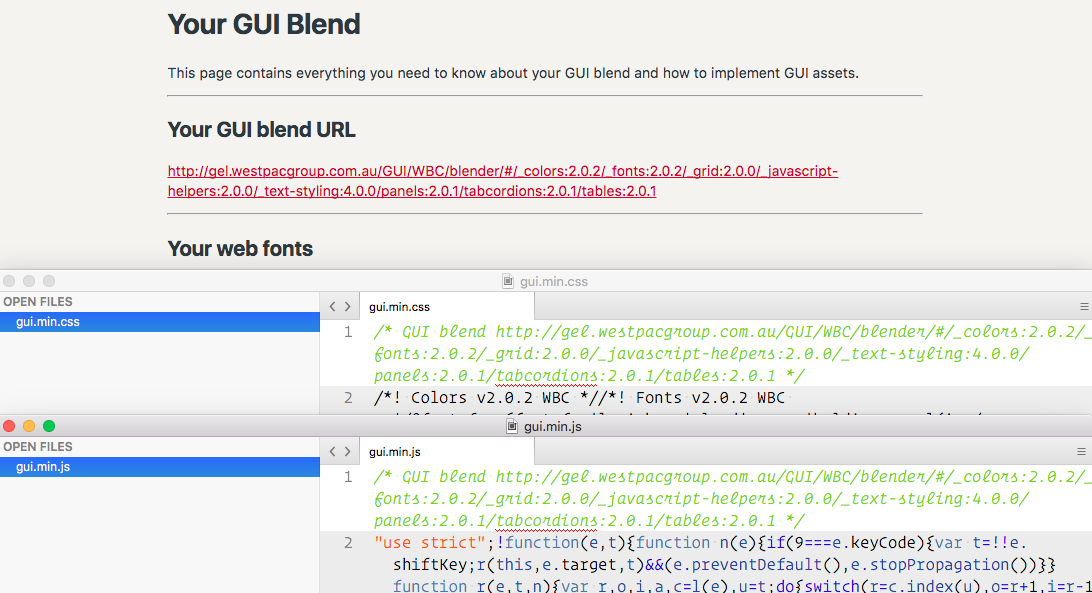 Your GUI Blend
This page contains everything you need to know about your GUI blend and how to implement GUI assets.
Your GUI blend URL
http://gel.westpacgroup.com.au/GUI/WBC/blender/#/_colors:2.0.2/_fonts:2.0.2/_grid:2.0.0/_javascript-
helpers:2.0.0/_text-styling:4.0.0/panels:2.0.1/tabcordions:2.0.1/tables:2.0.1
Your web fonts
gui.min.css
OPEN FILES
gui.min.css
gui.min.css
1 /* GUI blend http://gel.westpacgroup.com.au/GUI/WBC/blender/#/_colors:2.0.2/_
fonts:2.0.2/_grid:2.0.0/_javascript-helpers:2.0.0/_text-styling:4.0.0/
panels:2.0.1/tabcordions:2.0.1/tables:2.0.1 */
2 /*! Colors v2.0.2 WBC *//*! Fonts v2.0.2 WBC
gui.min.js
OPEN FILES
gui.min.js
gui.min.js
1 /* GUI blend http://gel.westpacgroup.com.au/GUI/WBC/blender/#/_colors:2.0.2/_
fonts:2.0.2/_grid:2.0.0/_javascript-helpers:2.0.0/_text-styling:4.0.0/
panels:2.0.1/tabcordions:2.0.1/tables:2.0.1 */
2 "use strict";!function(e,t){function n(e){if(9===e.keyCode){var t=!!e.
shiftKey;r(this,e.target,t)&&(e.preventDefault(),e.stopPropagation())}}
function r(e,t,n){var r,o,i,a,c=l(e),u=t;do{switch(r=c.index(u),o=r+1,i=r-1